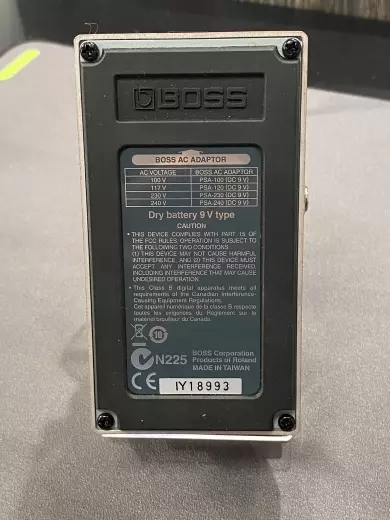 BOSS
BOSS AC ADAPTOR
AC VOLTAGE BOSS AC ADAPTOR
100 V PSA-100 (DC 9 V)
117 V PSA-120 (DC 9 V)
230 V PSA-230 (DC 9 V)
240 V PSA-240 (DC 9 V)
Dry battery 9 V type
CAUTION
• THIS DEVICE COMPLIES WITH PART 15 OF
THE FCC RULES. OPERATION IS SUBJECT TO
THE FOLLOWING TWO CONDITIONS:
(1) THIS DEVICE MAY NOT CAUSE HARMFUL
INTERFERENCE, AND (2) THIS DEVICE MUST
ACCEPT ANY INTERFERENCE RECEIVED,
INCLUDING INTERFERENCE THAT MAY CAUSE
UNDESIRED OPERATION.
• This Class B digital apparatus meets all
requirements of the Canadian Interference-
Causing Equipment Regulations.
Cet appareil numérique de la classe B respecte
toutes les exigences du Règlement sur le
matériel brouilleur du Canada.
10
N225
BOSS Corporation
Products of Roland
MADE IN TAIWAN
CE
IY18993